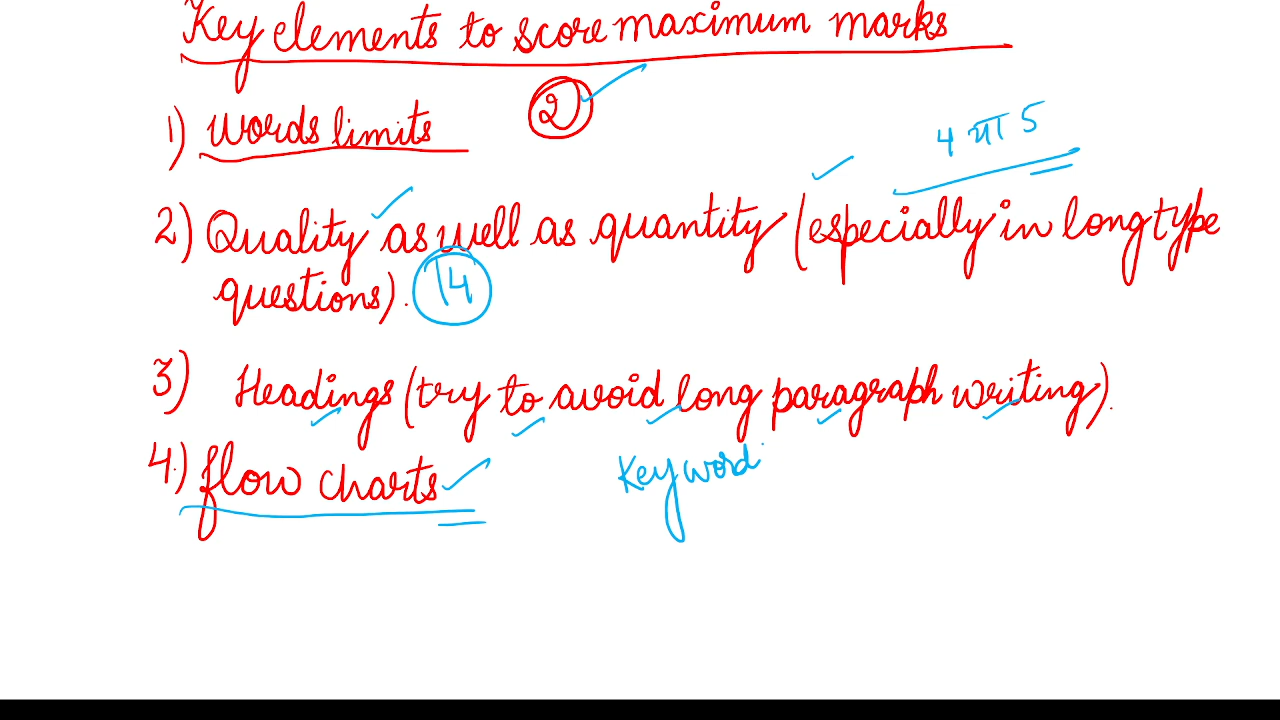 Key elements to score maximum marks
2
1) words limits
4 या 5
2) Quality as well as quantity (especially in long type
questions). 14
3) Headings (try to avoid long paragraph writing).
4.) flow charts
Keyword